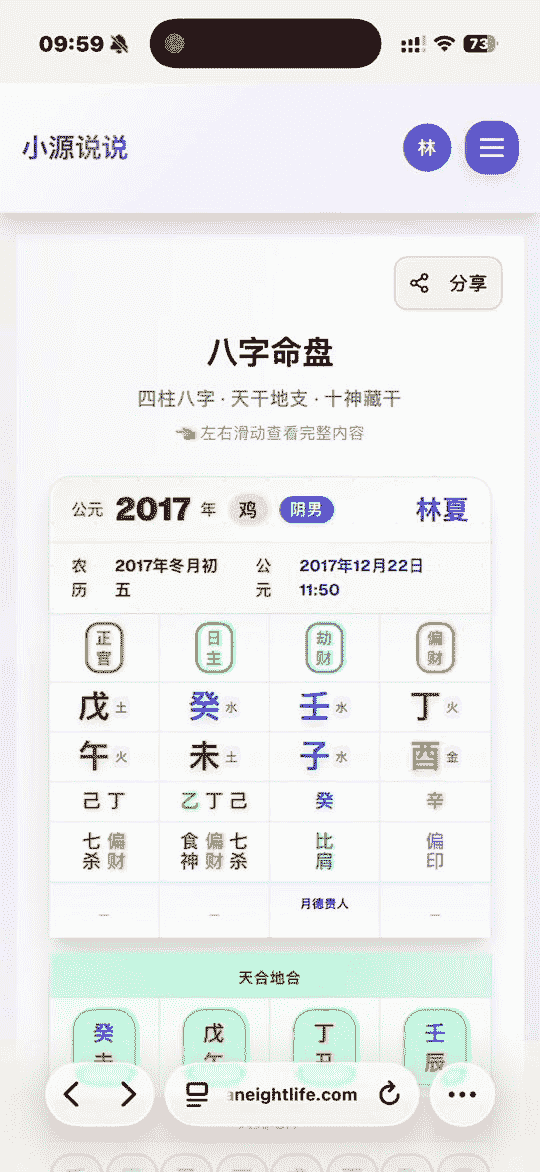 09:59 73
小源说说 林
分享
八字命盘
四柱八字 · 天干地支 · 十神藏干
左右滑动查看完整内容
公元 2017 年 鸡 阴男 林夏
农历 2017年冬月初五 公元 2017年12月22日 11:50
正官 日主 劫财 偏财
戊 土 癸 水 壬 水 丁 火
午 火 未 土 子 水 酉 金
己 丁 乙 丁 己 癸 辛
七杀 偏财 食神 偏财 七杀 比肩 偏印
月德贵人
天合地合
癸 戊 丁 壬
未 午 丑 辰
aneightlife.com